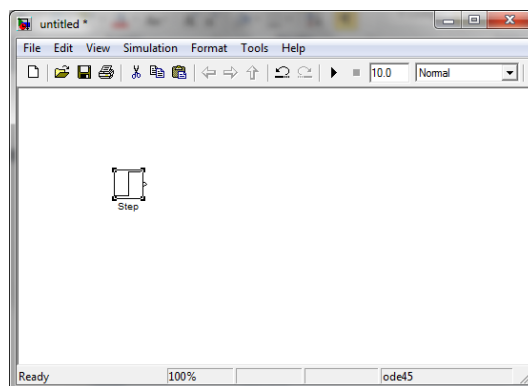 untitled *
File Edit View Simulation Format Tools Help
10.0 Normal
Step
Ready 100% ode45